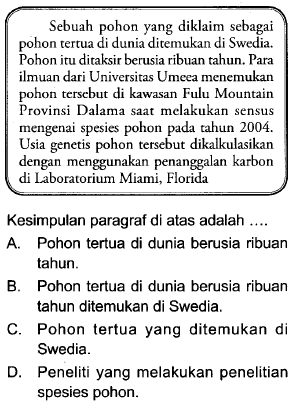 Sebuah pohon yang diklaim sebagai
pohon tertua di dunia ditemukan di Swedia.
Pohon itu ditaksir berusia ribuan tahun. Para
ilmuan dari Universitas Umeea menemukan
pohon tersebut di kawasan Fulu Mountain
Provinsi Dalama saat melakukan sensus
mengenai spesies pohon pada tahun 2004.
Usia genetis pohon tersebut dikalkulasikan
dengan menggunakan penanggalan karbon
di Laboratorium Miami, Florida
Kesimpulan paragraf di atas adalah ....
A. Pohon tertua di dunia berusia ribuan
tahun.
B. Pohon tertua di dunia berusia ribuan
tahun ditemukan di Swedia.
C. Pohon tertua yang ditemukan di
Swedia.
D. Peneliti yang melakukan penelitian
spesies pohon.